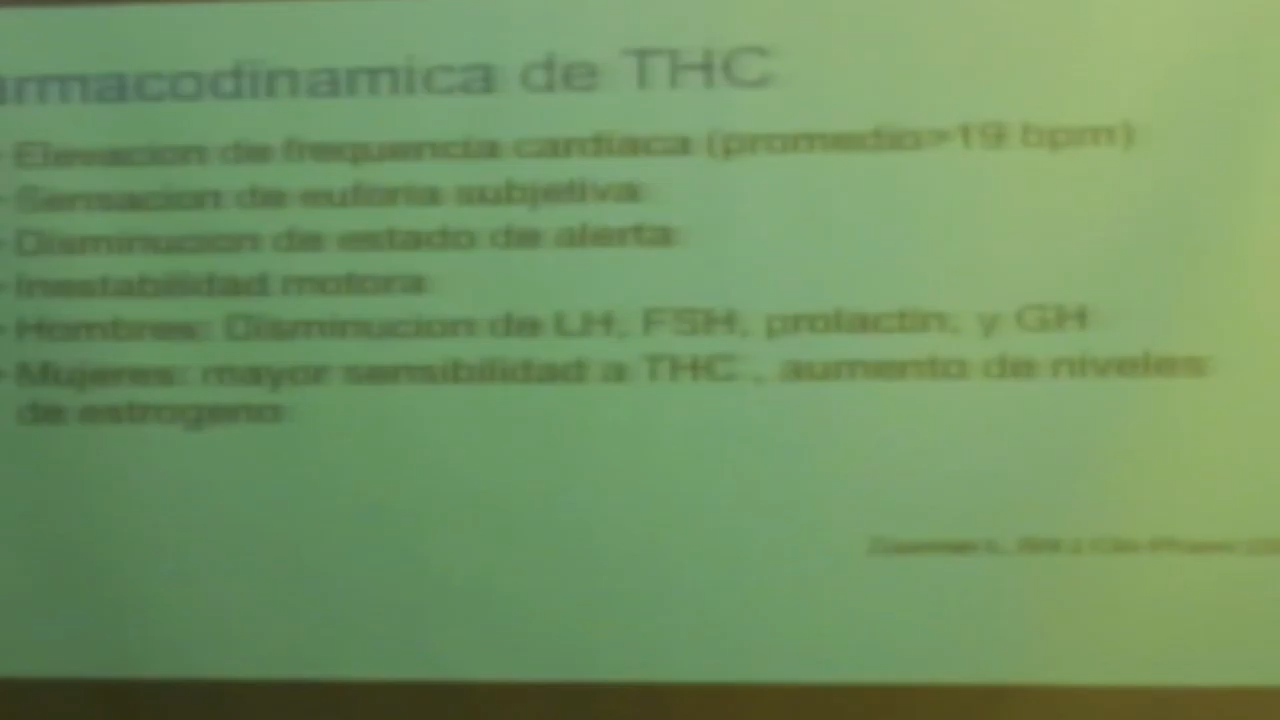 armacodinamica de THC
- Elevacion de frequencia cardiaca (promedio>19 bpm)
- Sensacion de euforia subjetiva
- Disminucion de estado de alerta
- Inestabilidad motora
- Hombres: Disminucion de LH, FSH, prolactin, y GH
- Mujeres: mayor sensibilidad a THC , aumento de niveles
de estrogeno